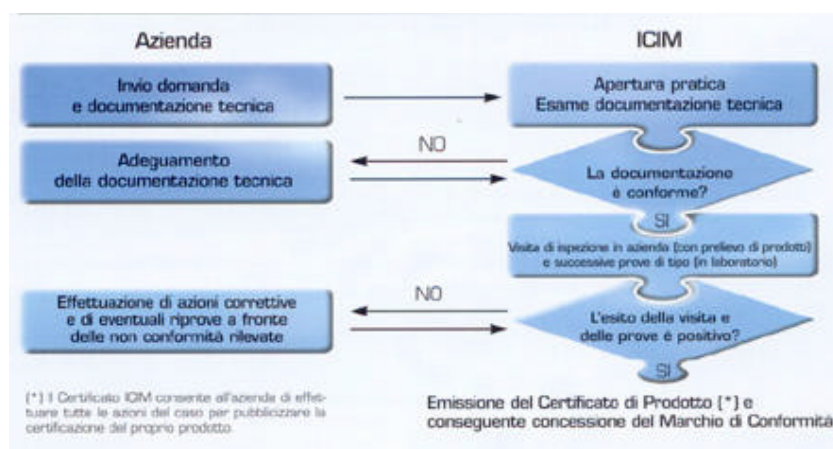 Azienda
ICIM
Invio domanda
e documentazione tecnica
Apertura pratica
Esame documentazione tecnica
NO
Adeguamento
della documentazione tecnica
La documentazione
è conforme?
SI
Visita di ispezione in azienda (con prelievo di prodotto)
e successive prove di tipo (in laboratorio)
NO
Effettuazione di azioni correttive
e di eventuali riprove a fronte
delle non conformità rilevate
L'esito della visita e
delle prove è positivo?
SI
(*) Il Certificato ICIM consente all'azienda di effet-
tuare tutte le azioni del caso per pubblicizzare la
certificazione del proprio prodotto.
Emissione del Certificato di Prodotto (*) e
conseguente concessione del Marchio di Conformità